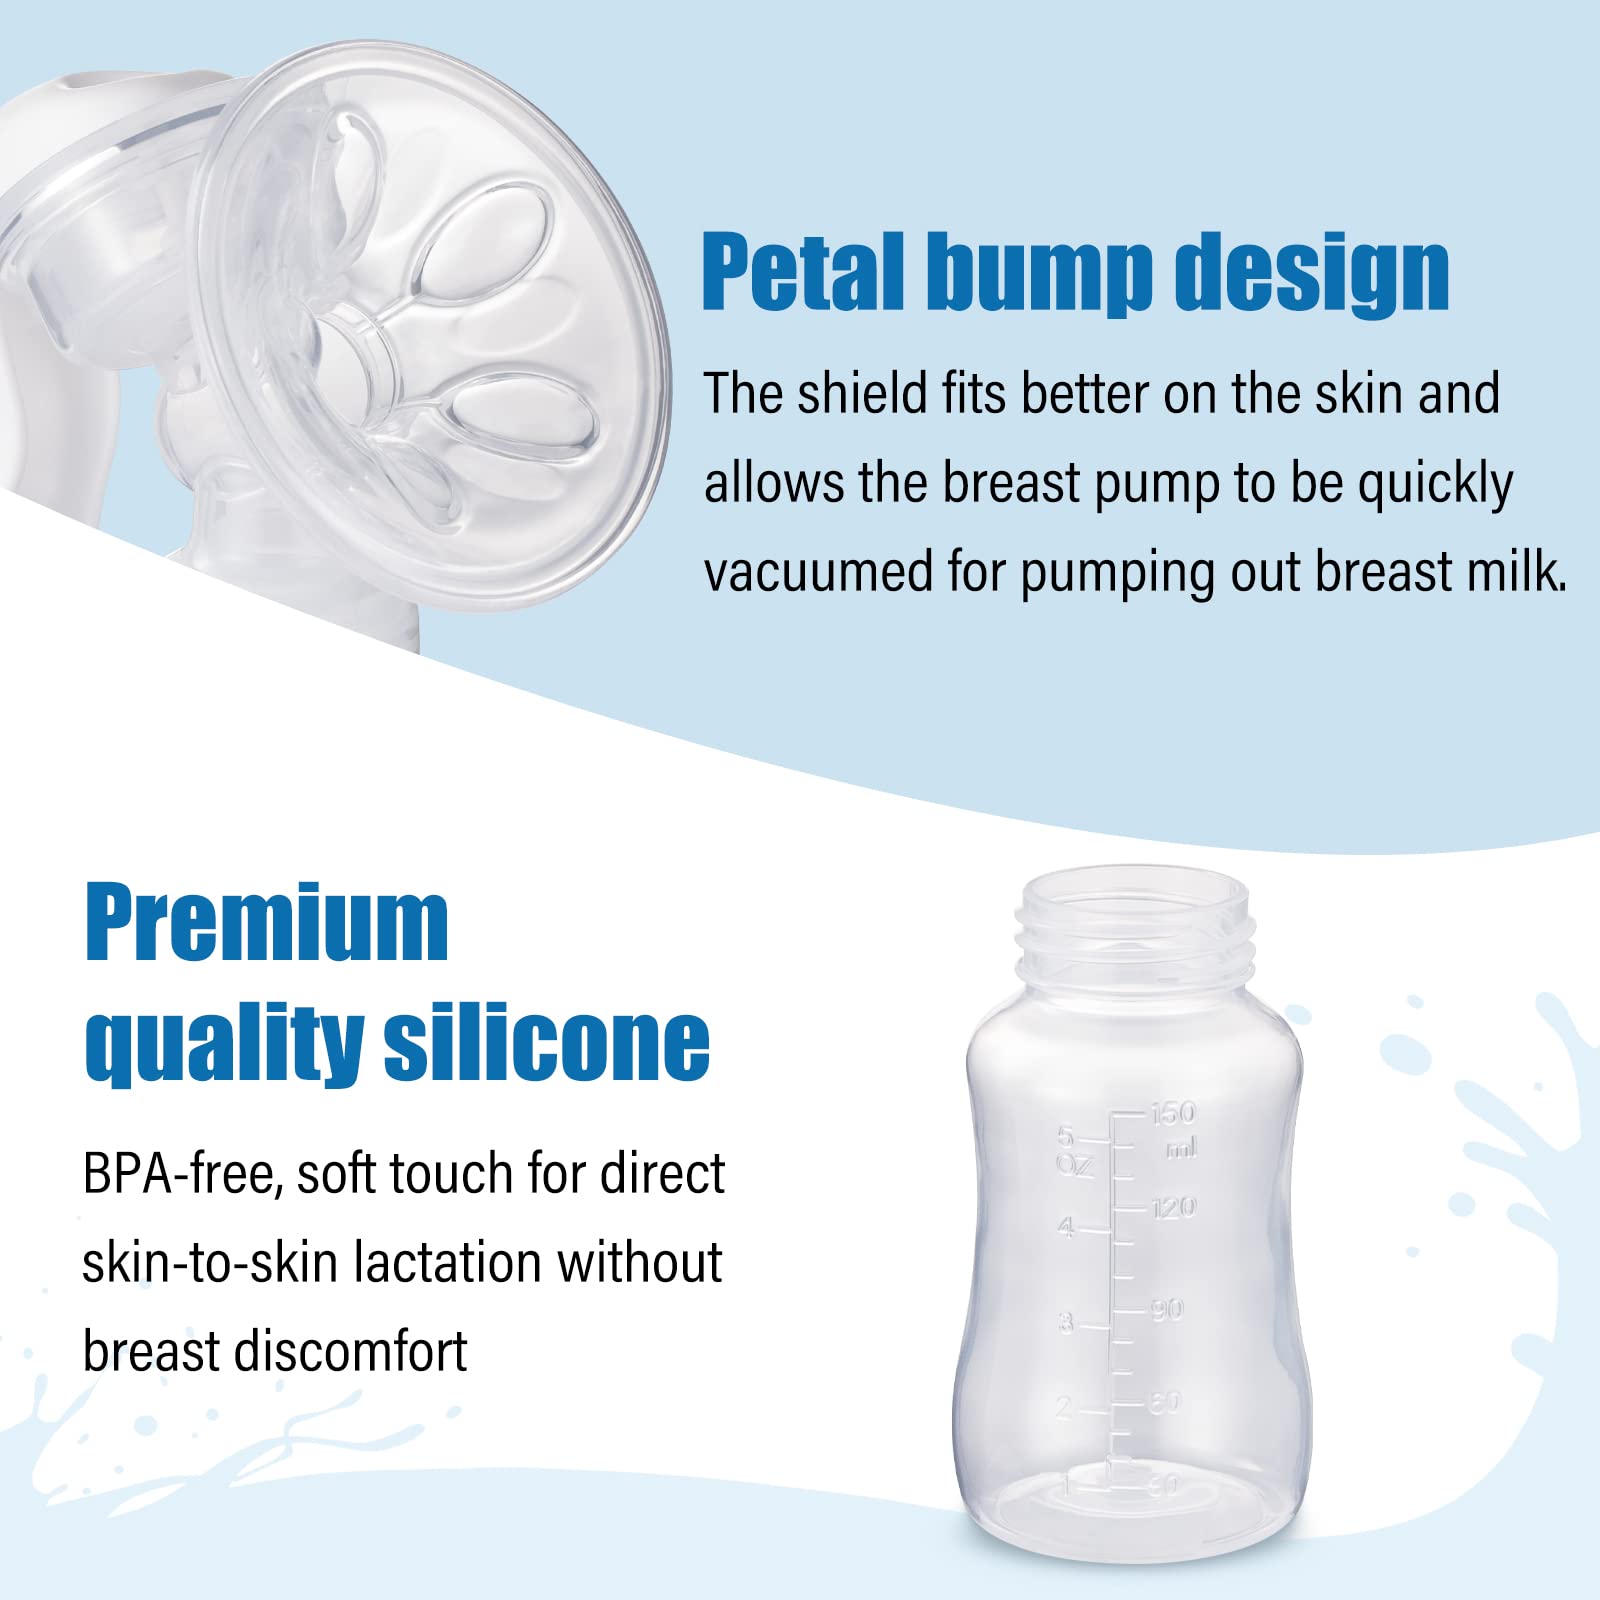 Petal bump design
The shield fits better on the skin and
allows the breast pump to be quickly
vacuumed for pumping out breast milk.
Premium
quality silicone
BPA-free, soft touch for direct
skin-to-skin lactation without
breast discomfort
150
5
OZ
ml
120
4
90
3
60
2
1
30